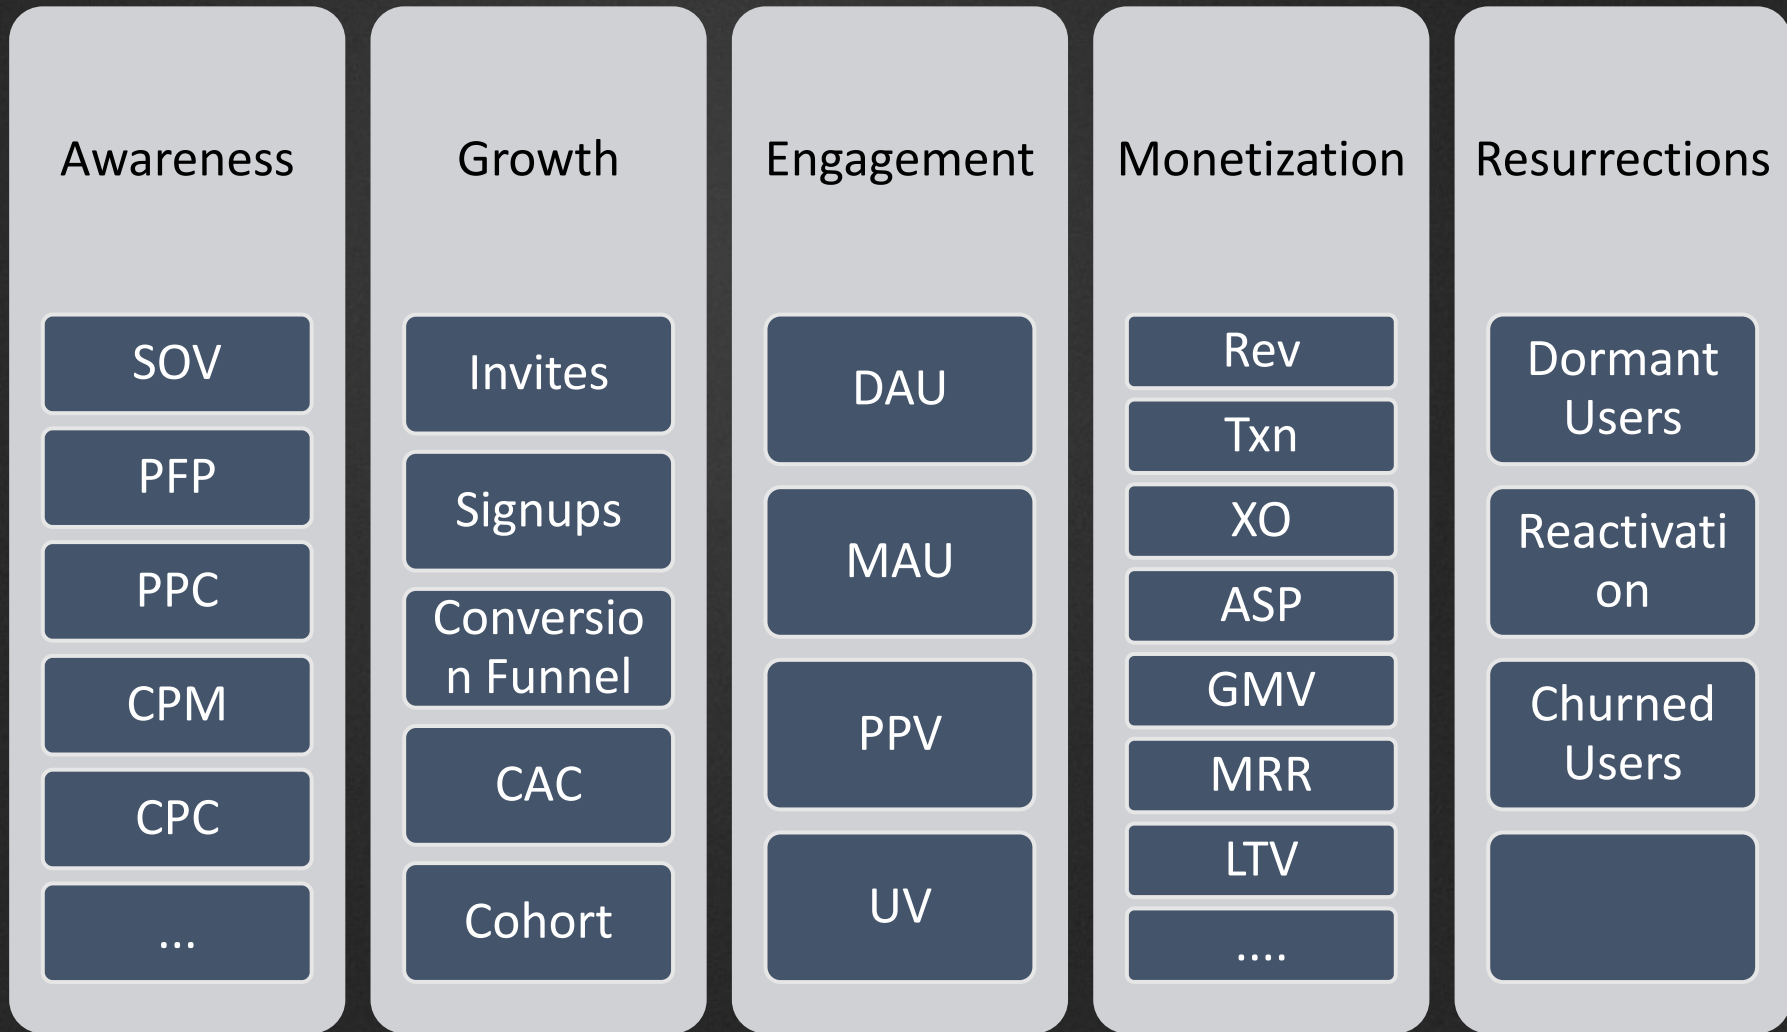 Awareness
SOV
PFP
PPC
CPM
CPC
...
Growth
Invites
Signups
Conversio
n Funnel
CAC
Cohort
Engagement
DAU
MAU
PPV
UV
Monetization
Rev
Txn
XO
ASP
GMV
MRR
LTV
....
Resurrections
Dormant
Users
Reactivati
on
Churned
Users